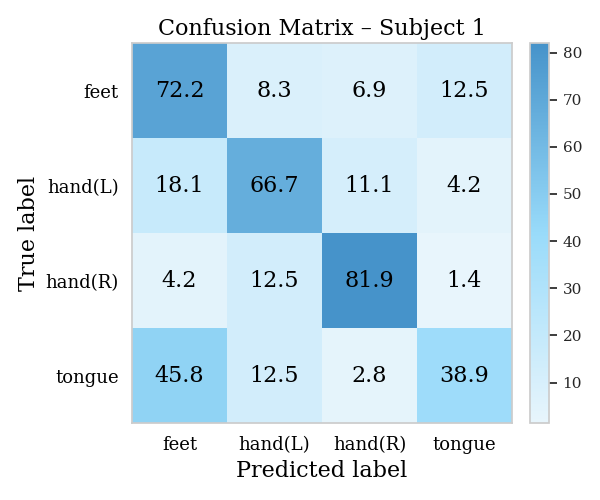 Confusion Matrix – Subject 1
feet 72.2 8.3 6.9 12.5
hand(L) 18.1 66.7 11.1 4.2
hand(R) 4.2 12.5 81.9 1.4
tongue 45.8 12.5 2.8 38.9
feet hand(L) hand(R) tongue
Predicted label
True label
80
70
60
50
40
30
20
10